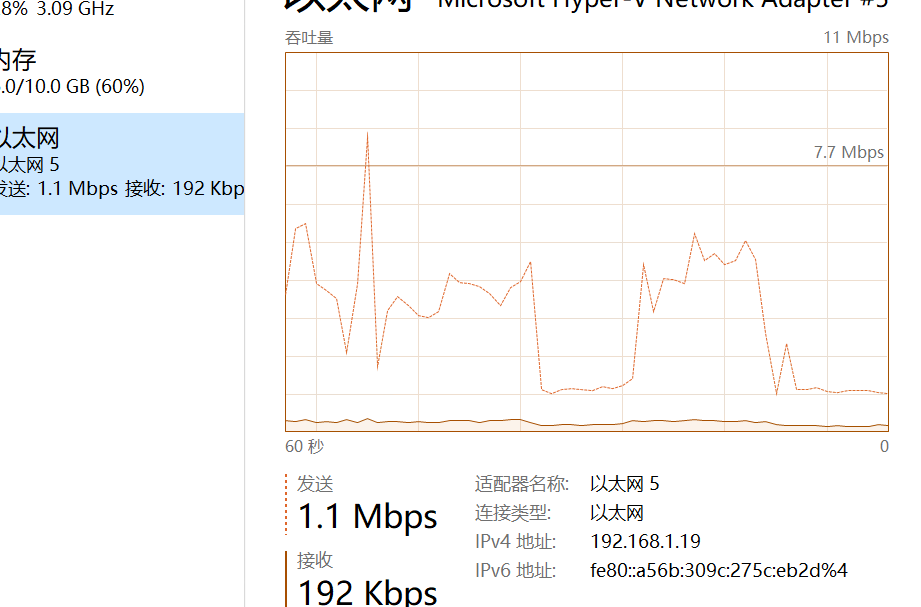 8% 3.09 GHz
以太网 Microsoft Hyper-V Network Adapter #5
吞吐量 11 Mbps
内存
.0/10.0 GB (60%)
以太网
以太网 5
发送: 1.1 Mbps 接收: 192 Kbp
7.7 Mbps
60 秒 0
发送
1.1 Mbps
接收
192 Kbps
适配器名称: 以太网 5
连接类型: 以太网
IPv4 地址: 192.168.1.19
IPv6 地址: fe80::a56b:309c:275c:eb2d%4